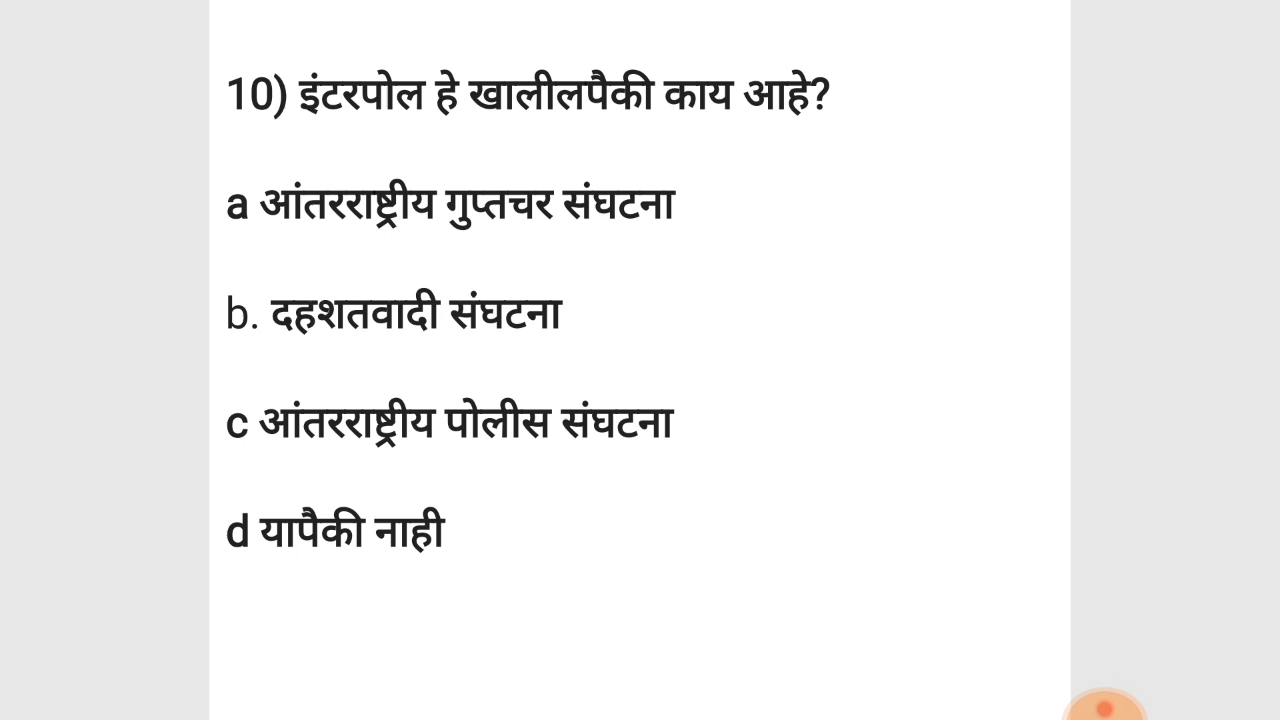 10) इंटरपोल हे खालीलपैकी काय आहे?
a आंतरराष्ट्रीय गुप्तचर संघटना
b. दहशतवादी संघटना
c आंतरराष्ट्रीय पोलीस संघटना
d यापैकी नाही